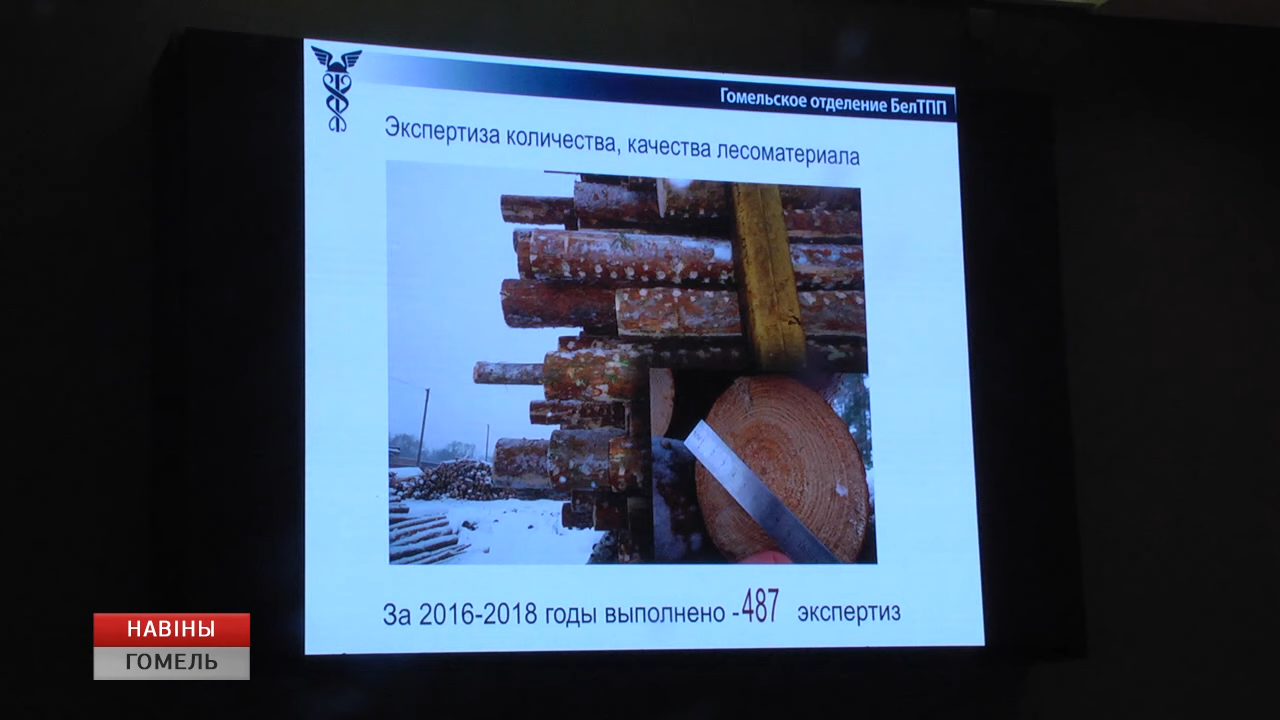 Гомельское отделение БелТПП
Экспертиза количества, качества лесоматериала
За 2016-2018 годы выполнено -487 экспертиз
НАВІНЫ
ГОМЕЛЬ